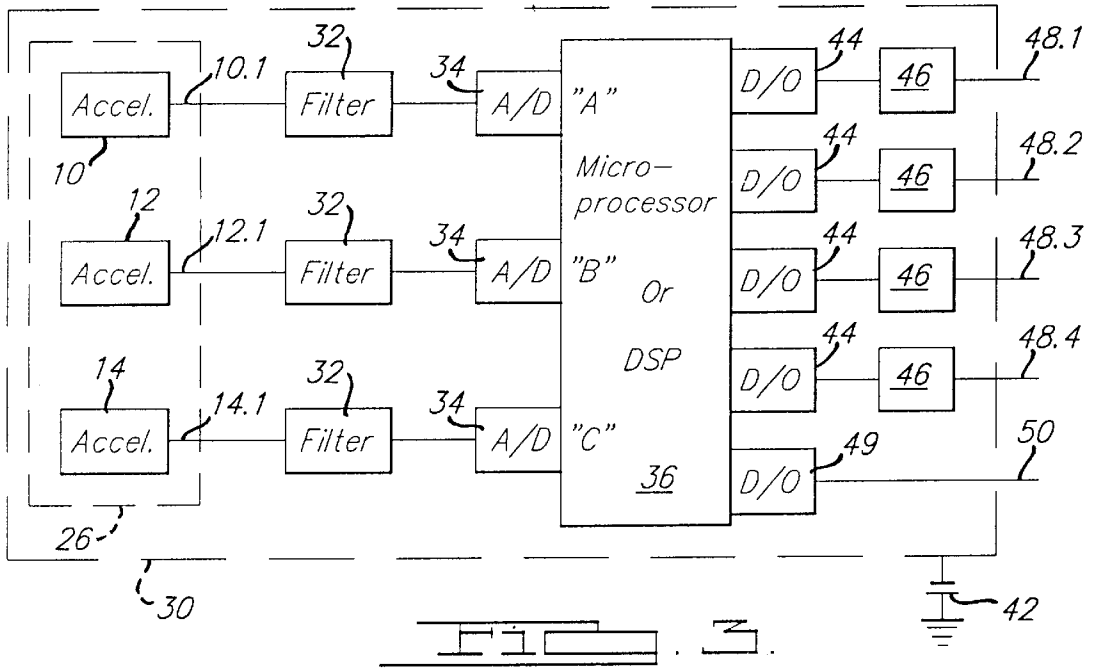 32 34 44 48.1
10.1
Accel. Filter A/D "A" D/O 46
10
Micro-
processor
44 48.2
D/O 46
12 32 34 44 48.3
12.1
Accel. Filter A/D "B" D/O 46
Or
DSP
44 48.4
D/O 46
14 32 34
14.1
Accel. Filter A/D "C"
36
49 50
D/O
26
30
42
FIG. 3.